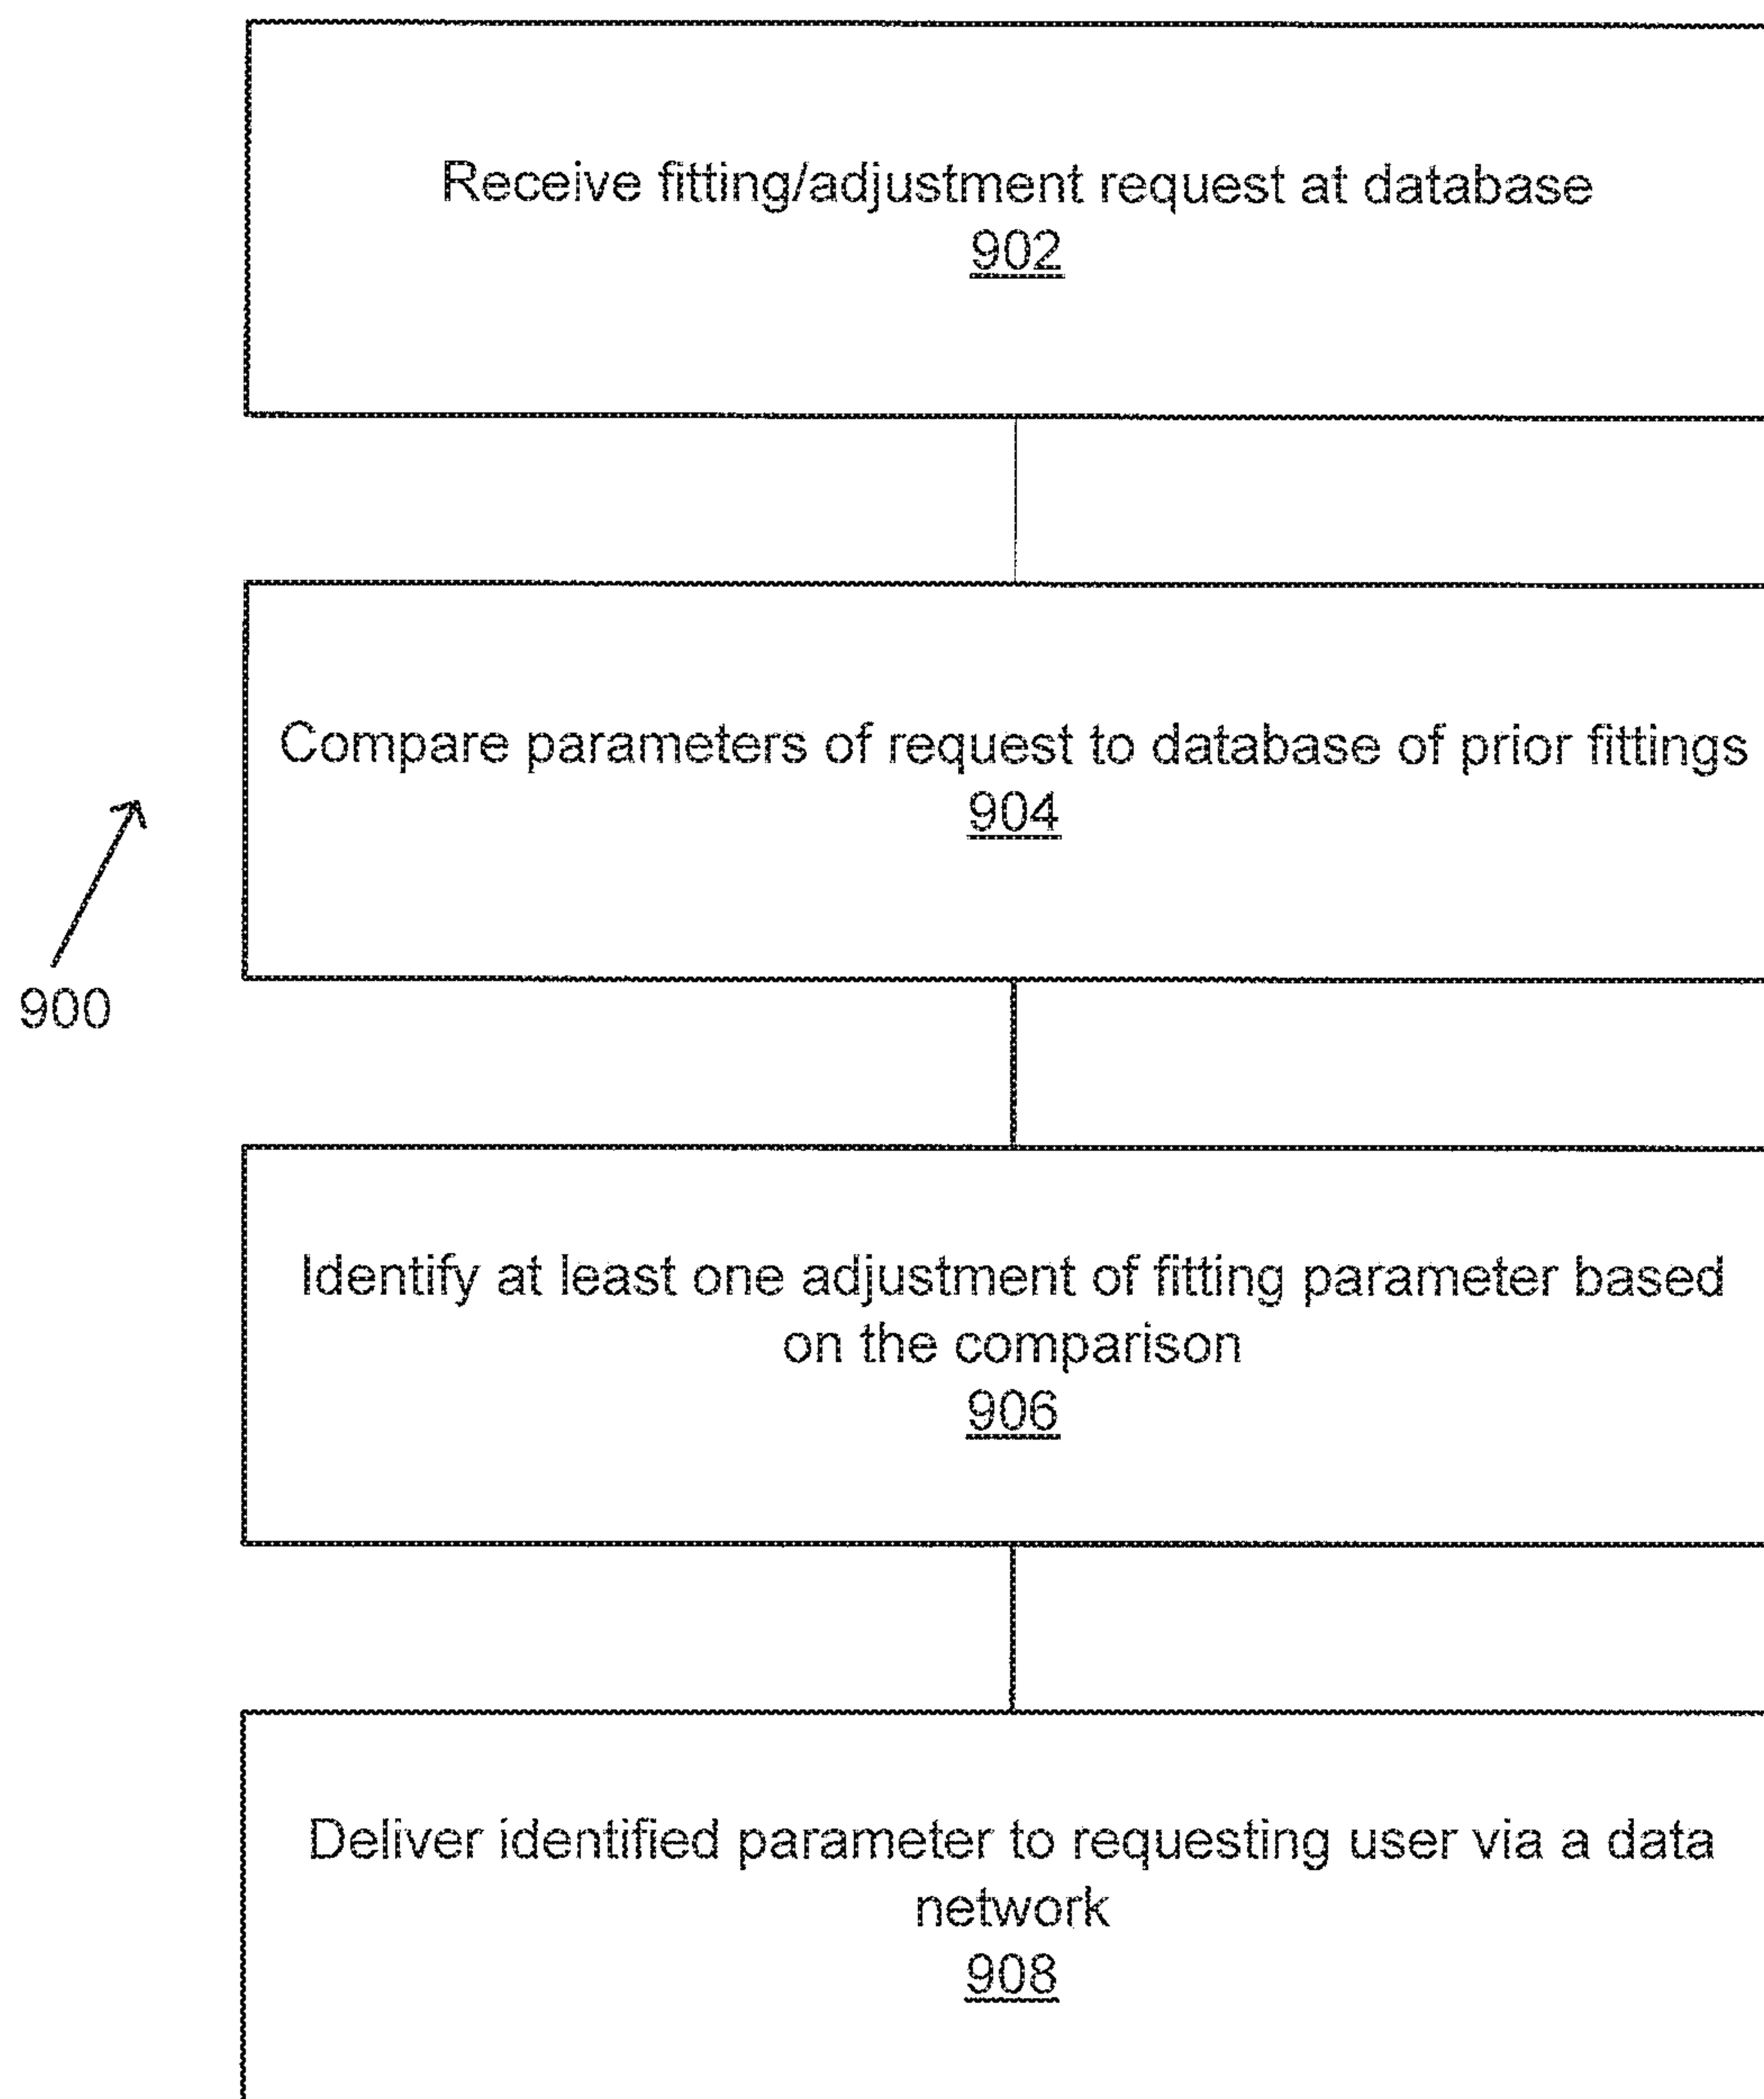 Receive fitting/adjustment request at database
902
Compare parameters of request to database of prior fittings
904
900
Identify at least one adjustment of fitting parameter based
on the comparison
906
Deliver identified parameter to requesting user via a data
network
908